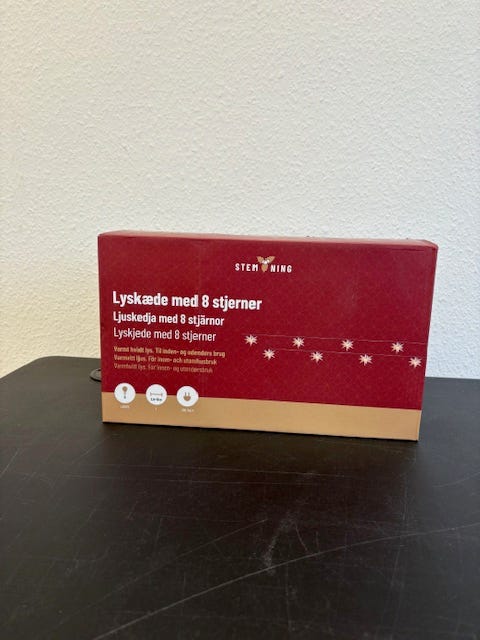 STEMNING
Lyskæde med 8 stjerner
Ljuskedja med 8 stjärnor
Lyskjede med 8 stjerner
Varmt hvidt lys. Til inden- og udendørs brug
Varmvitt ljus. För inom- och utomhusbruk
Varmhvitt lys. For innen- og utendørsbruk